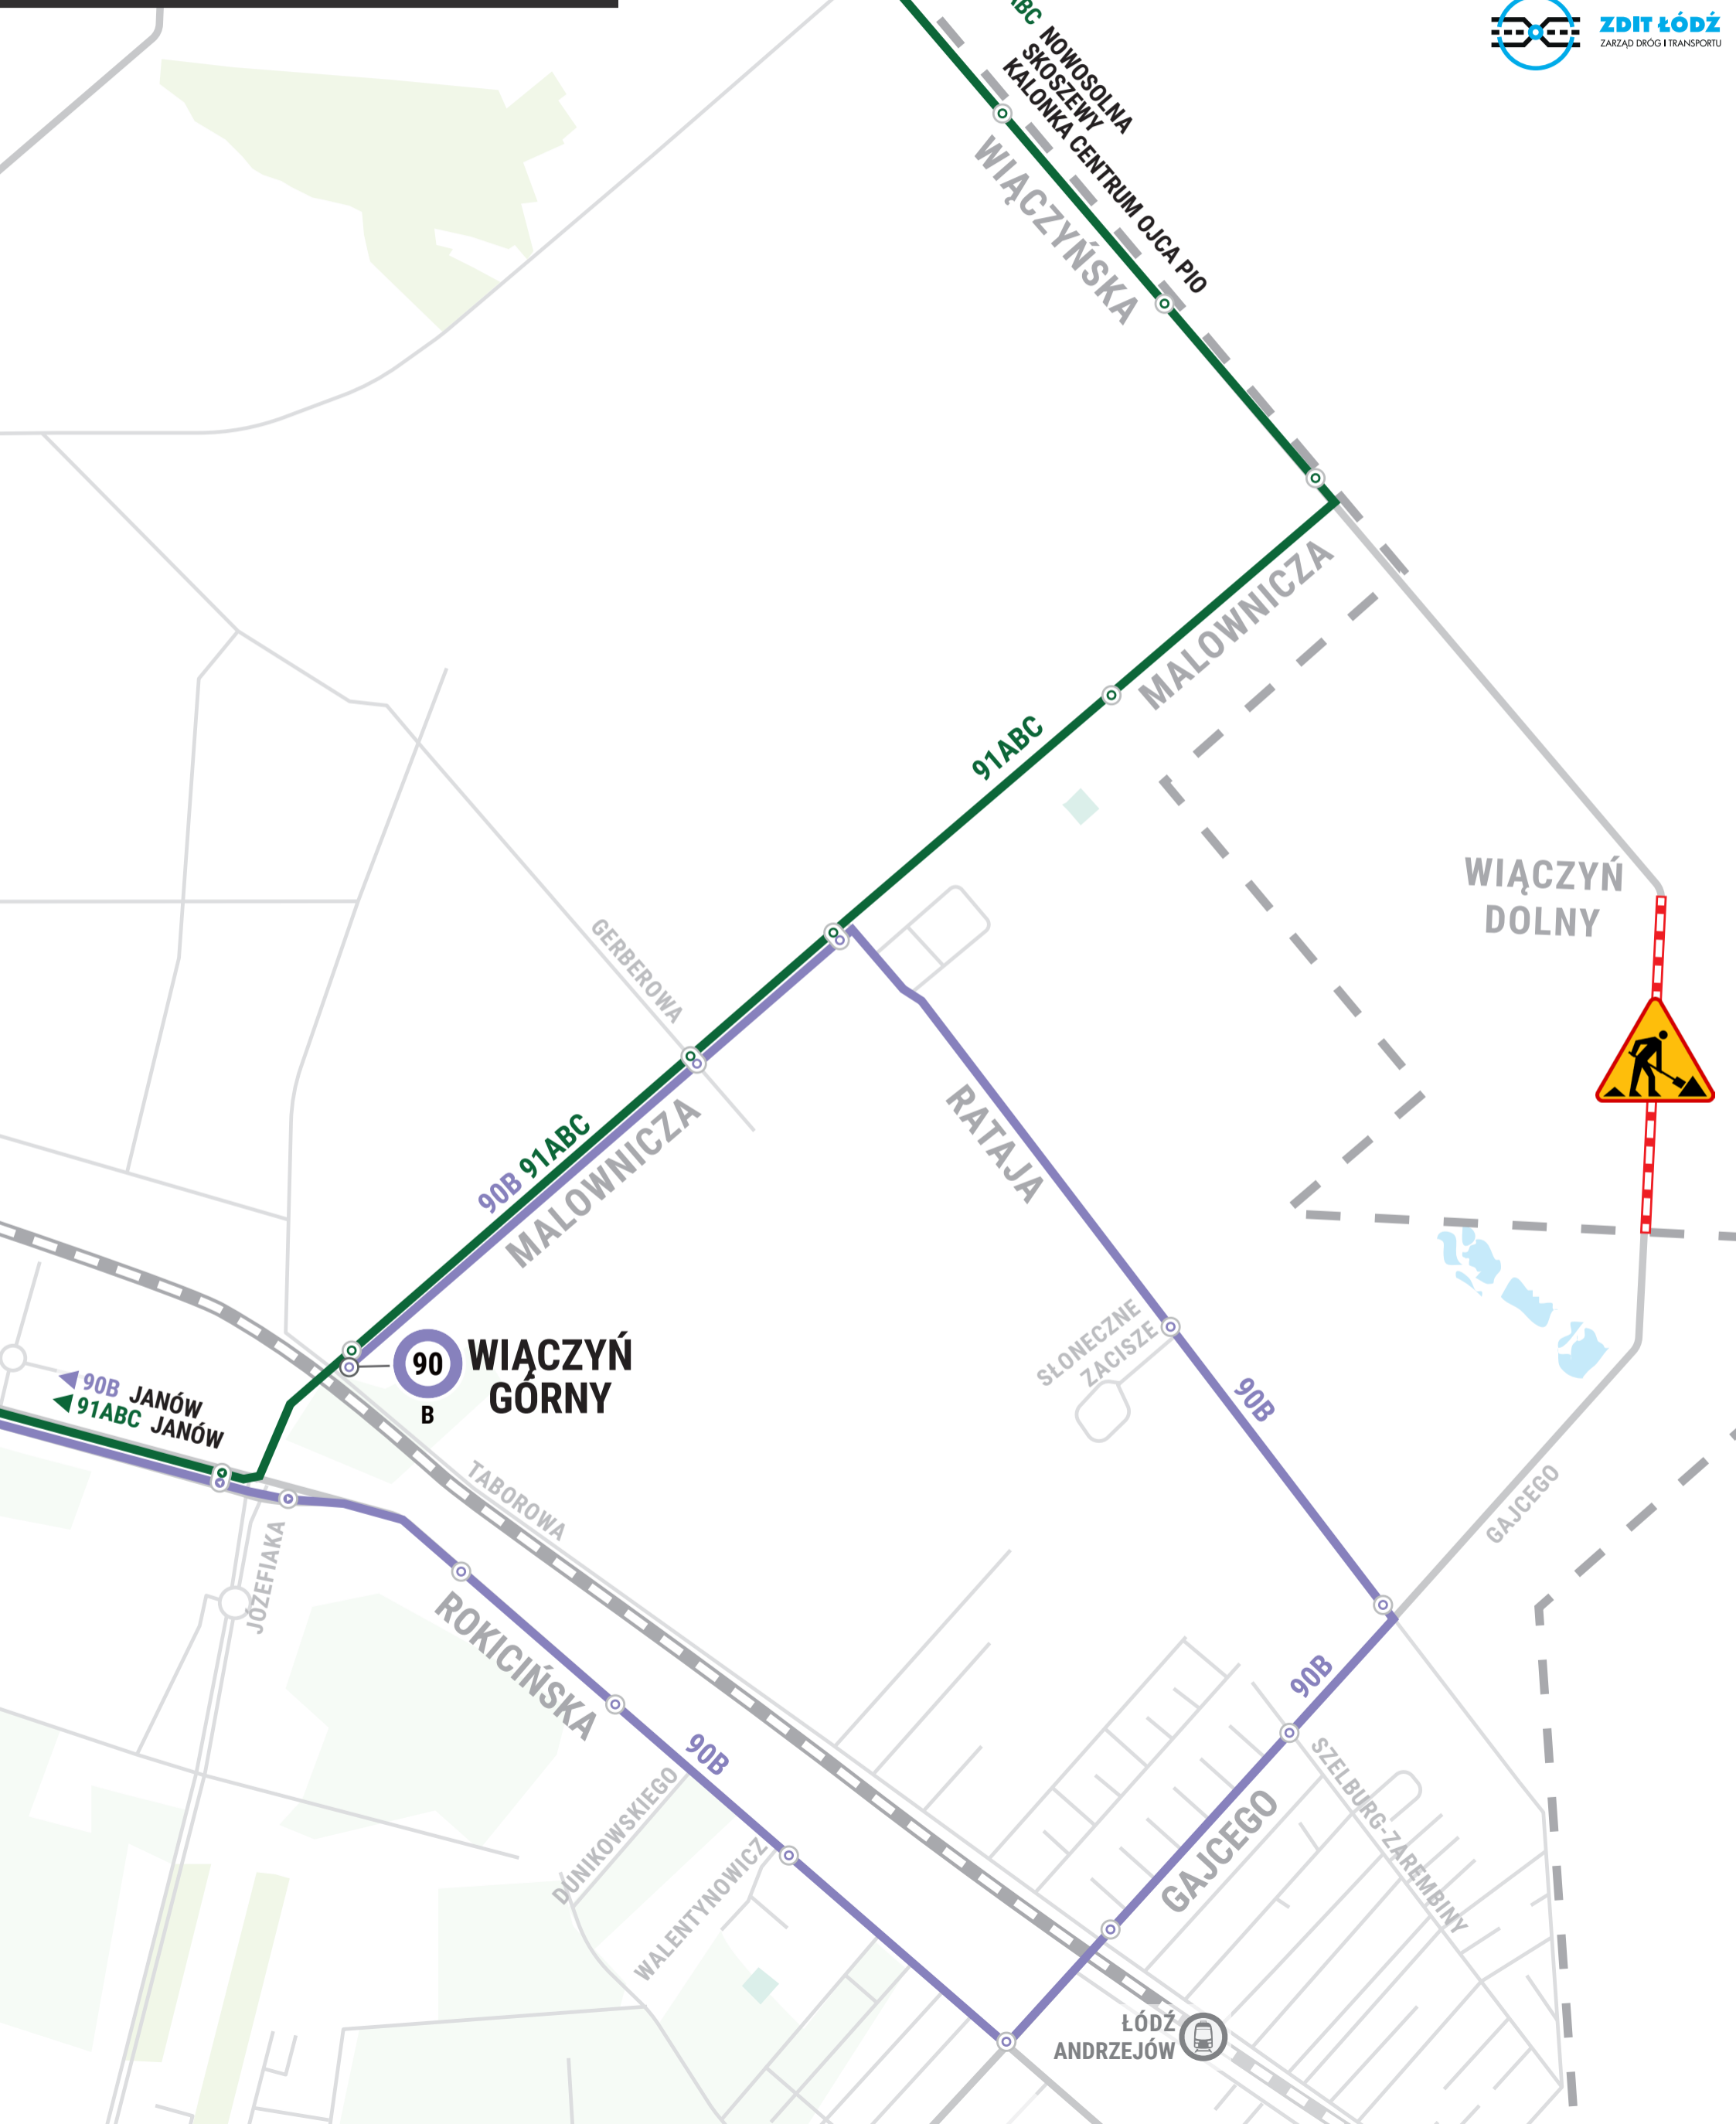 ZDIT ŁÓDŹ
ZARZĄD DRÓG I TRANSPORTU
NOWOSOLNA
SKOSZEWY
KALONKA CENTRUM OJCA PIO
WIĄCZYŃSKA
MALOWNICZA
91ABC
WIĄCZYŃ
DOLNY
GERBEROWA
90B 91ABC
MALOWNICZA
RATAJA
SŁONECZNE
ZACISZE
90B
90
WIĄCZYŃ
GÓRNY
B
90B JANÓW
91ABC JANÓW
TABOROWA
GAJCEGO
JÓZEFIAKA
ROKICIŃSKA
90B
90B
DUNIKOWSKIEGO
WALENTYNOWICZ
GAJCEGO
SZELBURG-ZAREMBINY
ŁÓDŹ
ANDRZEJÓW